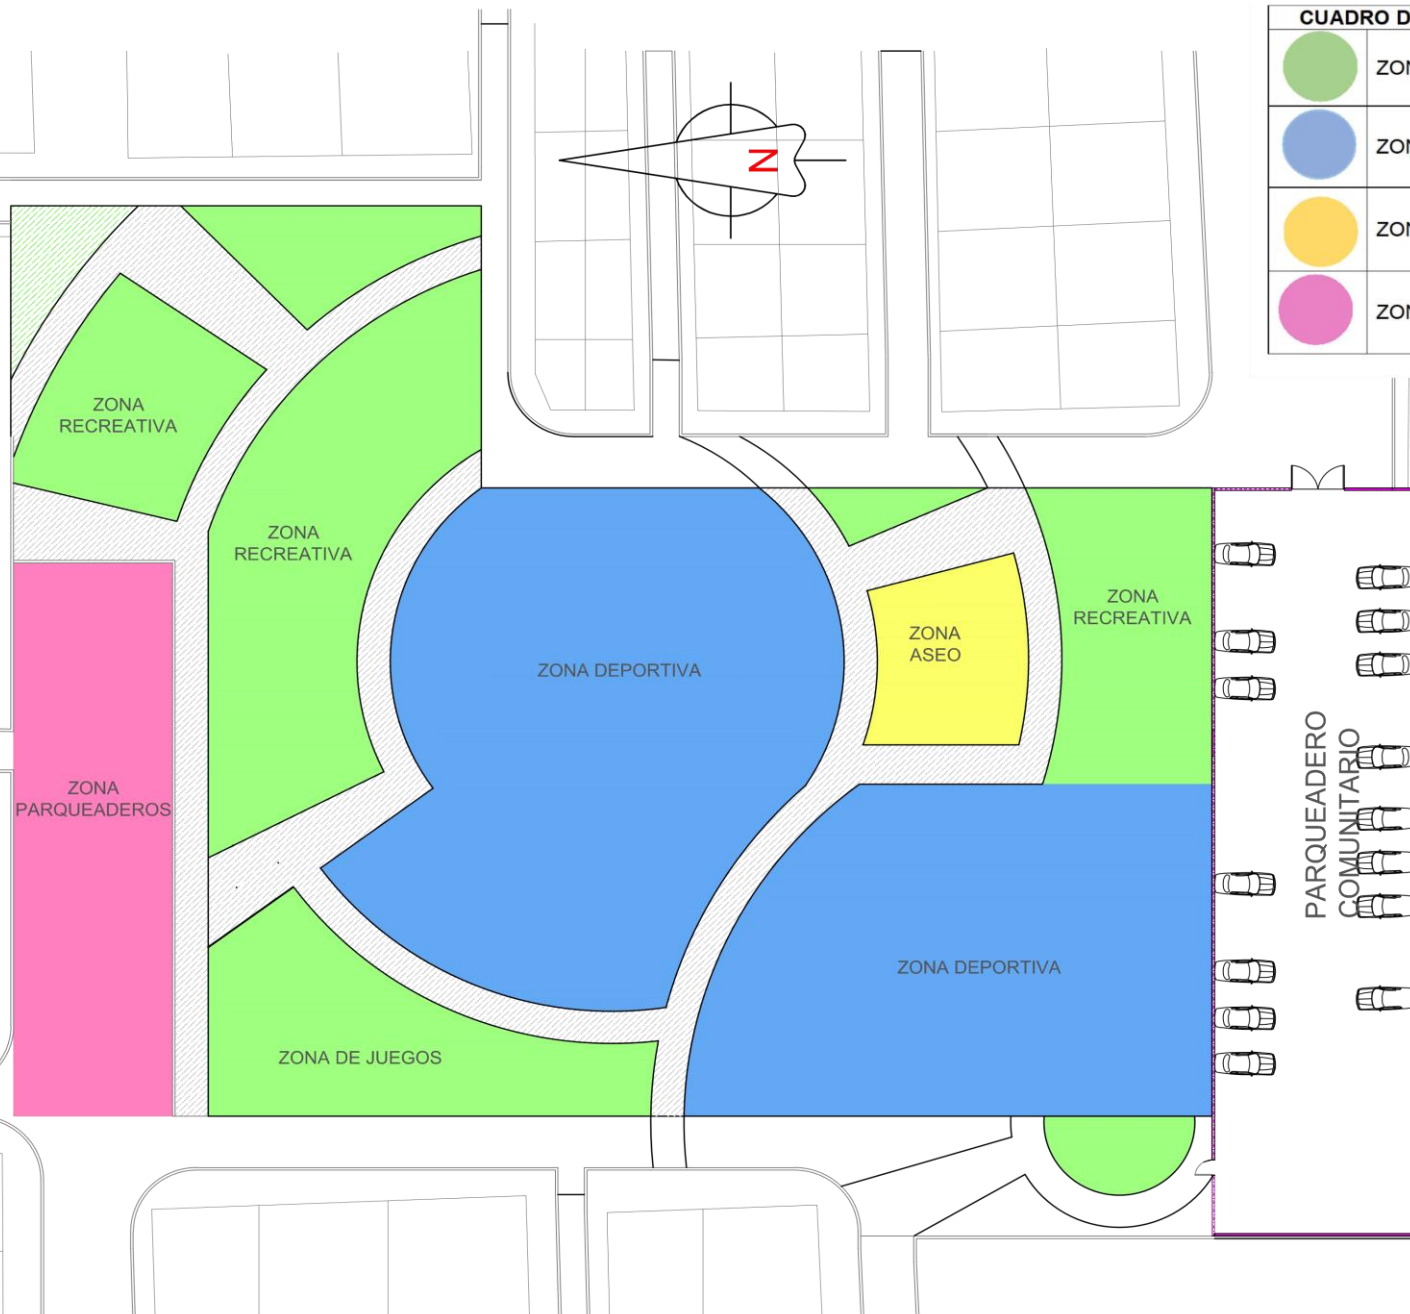 CUADRO D
ZON
ZON
ZON
ZON
N
ZONA
RECREATIVA
ZONA
RECREATIVA
ZONA
RECREATIVA
ZONA
ASEO
ZONA DEPORTIVA
ZONA
PARQUEADEROS
PARQUEADERO
COMUNITARIO
ZONA DEPORTIVA
ZONA DE JUEGOS